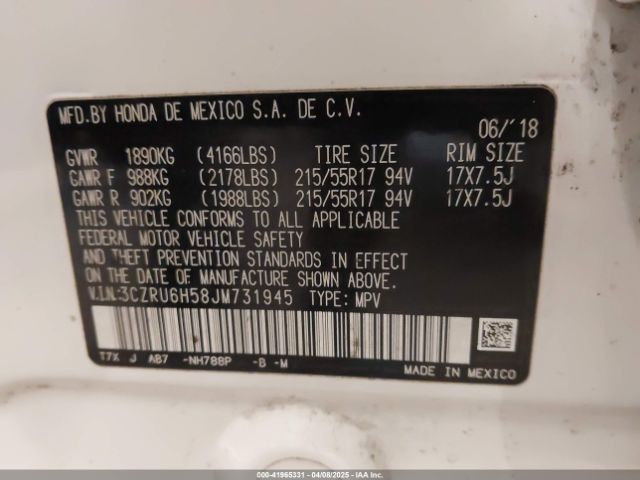 MFD.BY HONDA DE MEXICO S.A. DE C.V.
06/'18
GVWR 1890KG (4166LBS) TIRE SIZE RIM SIZE
GAWR F 988KG (2178LBS) 215/55R17 94V 17X7.5J
GAWR R 902KG (1988LBS) 215/55R17 94V 17X7.5J
THIS VEHICLE CONFORMS TO ALL APPLICABLE
FEDERAL MOTOR VEHICLE SAFETY
AND THEFT PREVENTION STANDARDS IN EFFECT
ON THE DATE OF MANUFACTURE SHOWN ABOVE.
V.I.N:3CZRU6H58JM731945 TYPE: MPV
T7X J AB7 -NH788P -B -M
MADE IN MEXICO
000-41965331 - 04/08/2025 - IAA Inc.